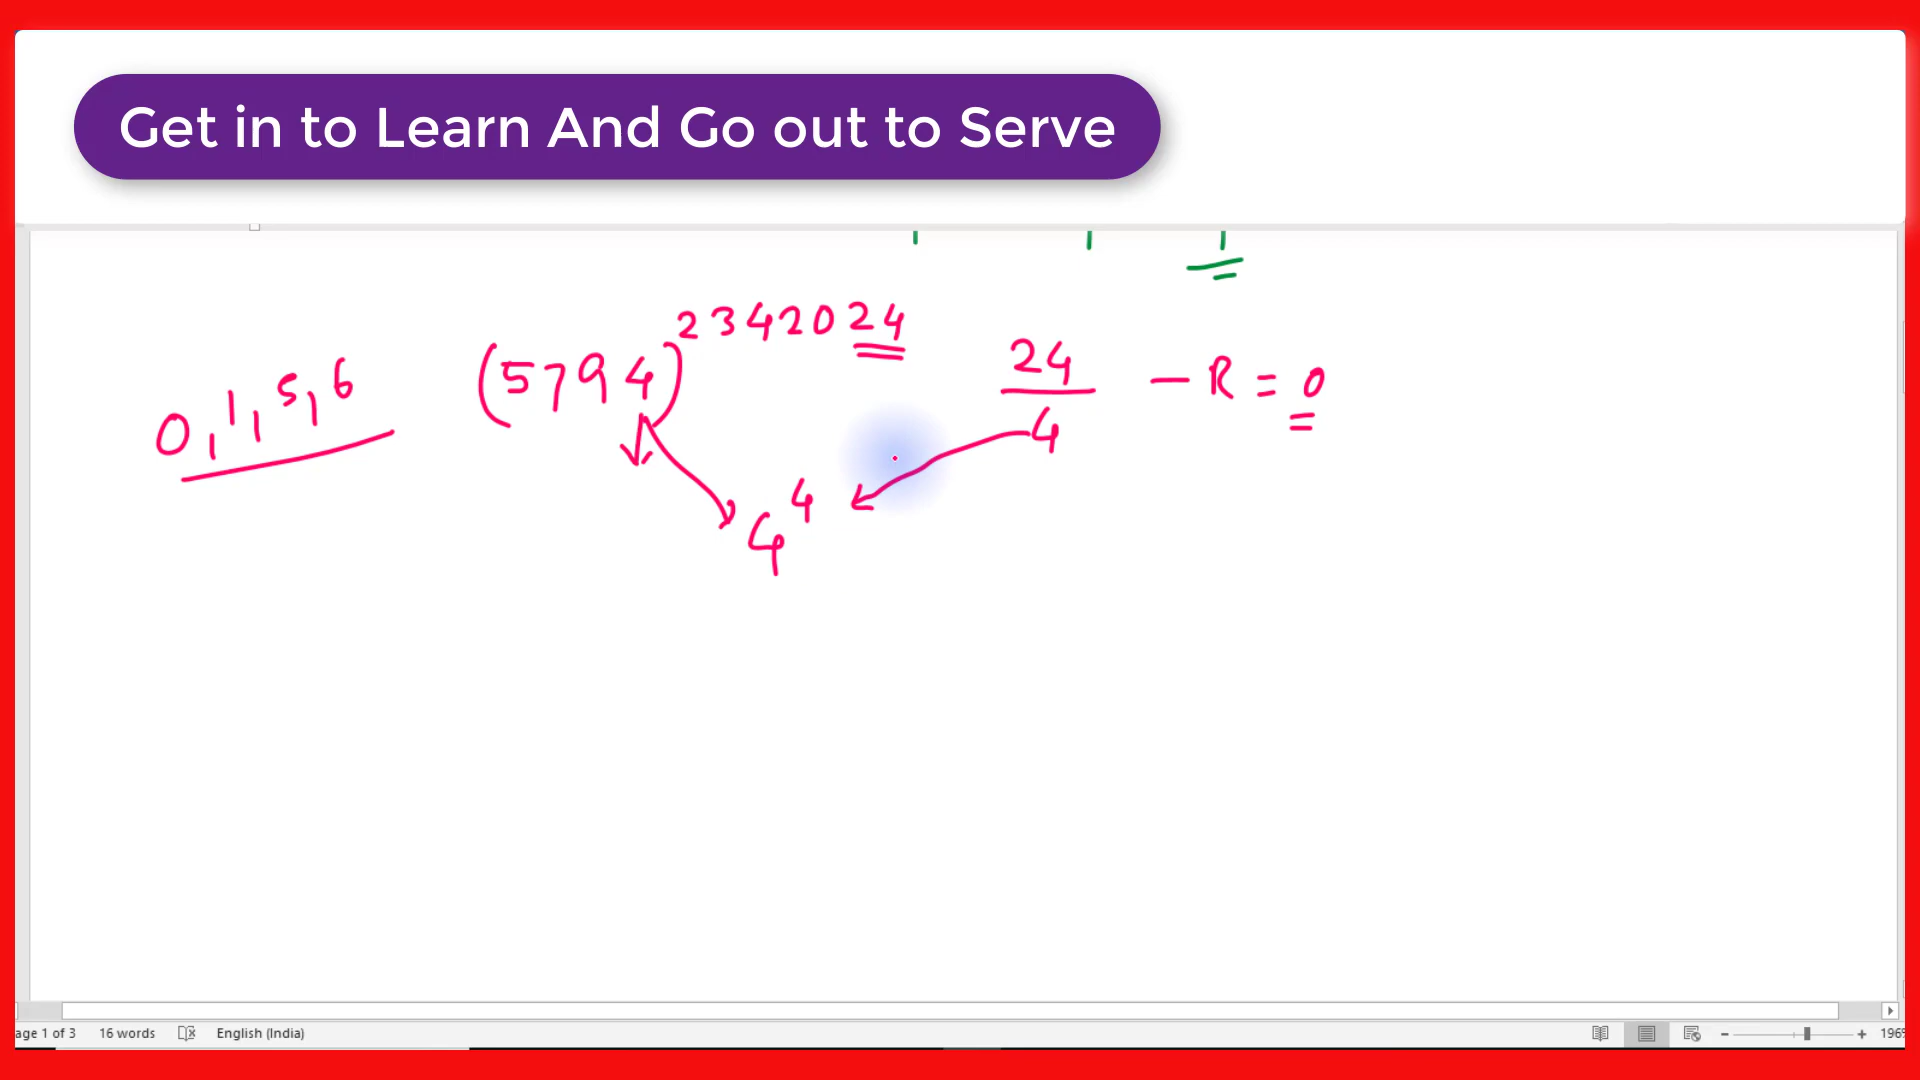 Get in to Learn And Go out to Serve
0, 1, 5, 6
(5794)^2342024
24/4 - R = 0
4^4
age 1 of 3 16 words English (India) 196%